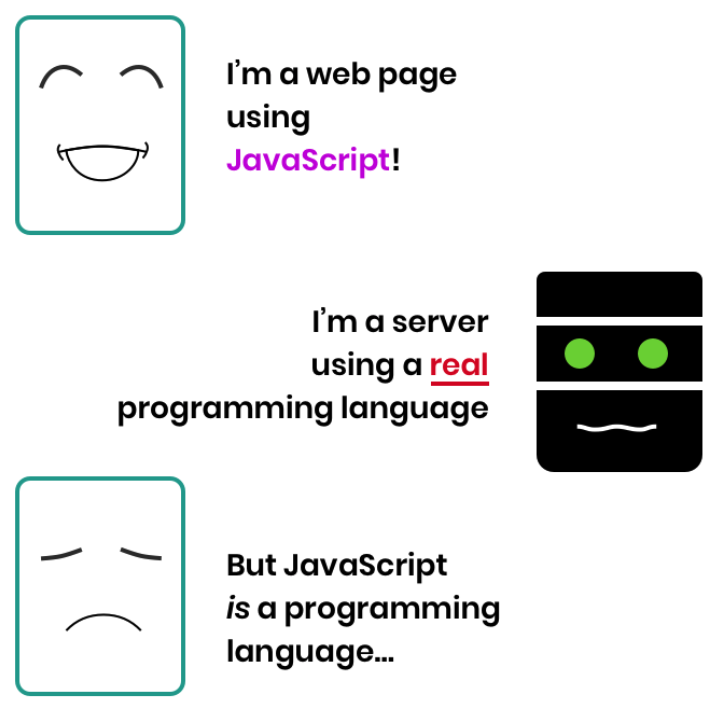 I’m a web page
using
JavaScript!
I’m a server
using a real
programming language
But JavaScript
is a programming
language...